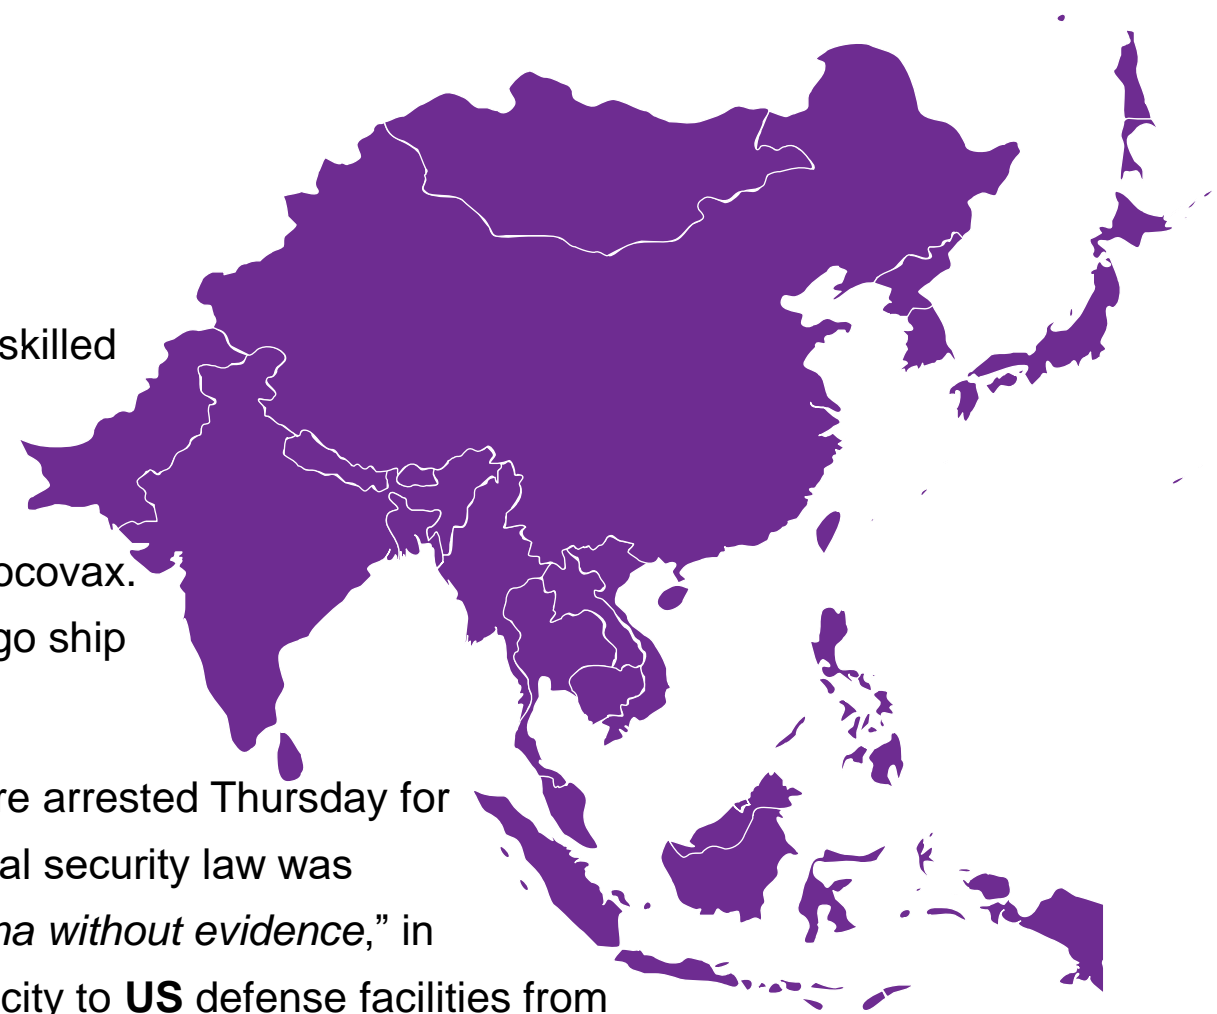 skilled
ocovax.
go ship
re arrested Thursday for
al security law was
na without evidence,” in
city to US defense facilities from